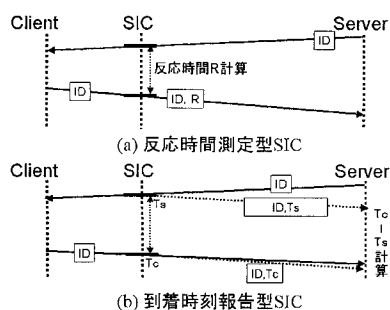 Client SIC Server
ID
反応時間R計算
ID
ID, R
(a) 反応時間測定型SIC
Client SIC Server
ID
Ts
ID,Ts
ID
Tc
ID,Tc
Tc－Ts計算
(b) 到着時刻報告型SIC